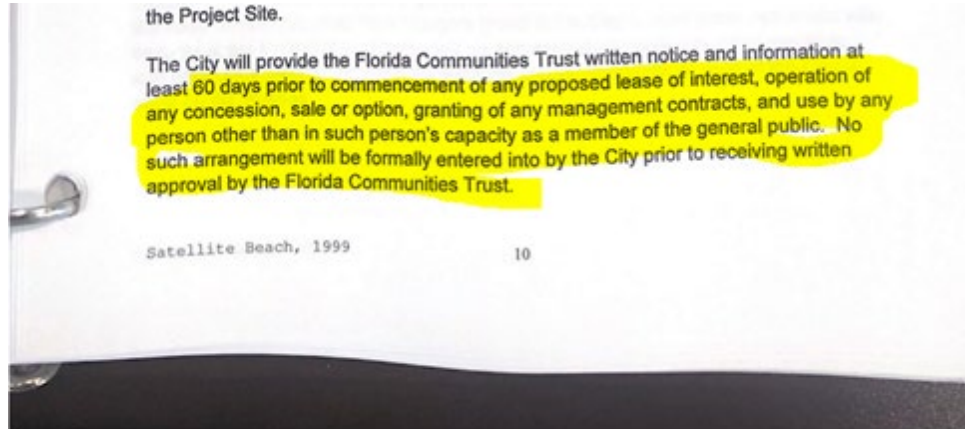 the Project Site.
The City will provide the Florida Communities Trust written notice and information at
least 60 days prior to commencement of any proposed lease of interest, operation of
any concession, sale or option, granting of any management contracts, and use by any
person other than in such person's capacity as a member of the general public. No
such arrangement will be formally entered into by the City prior to receiving written
approval by the Florida Communities Trust.
Satellite Beach, 1999 10